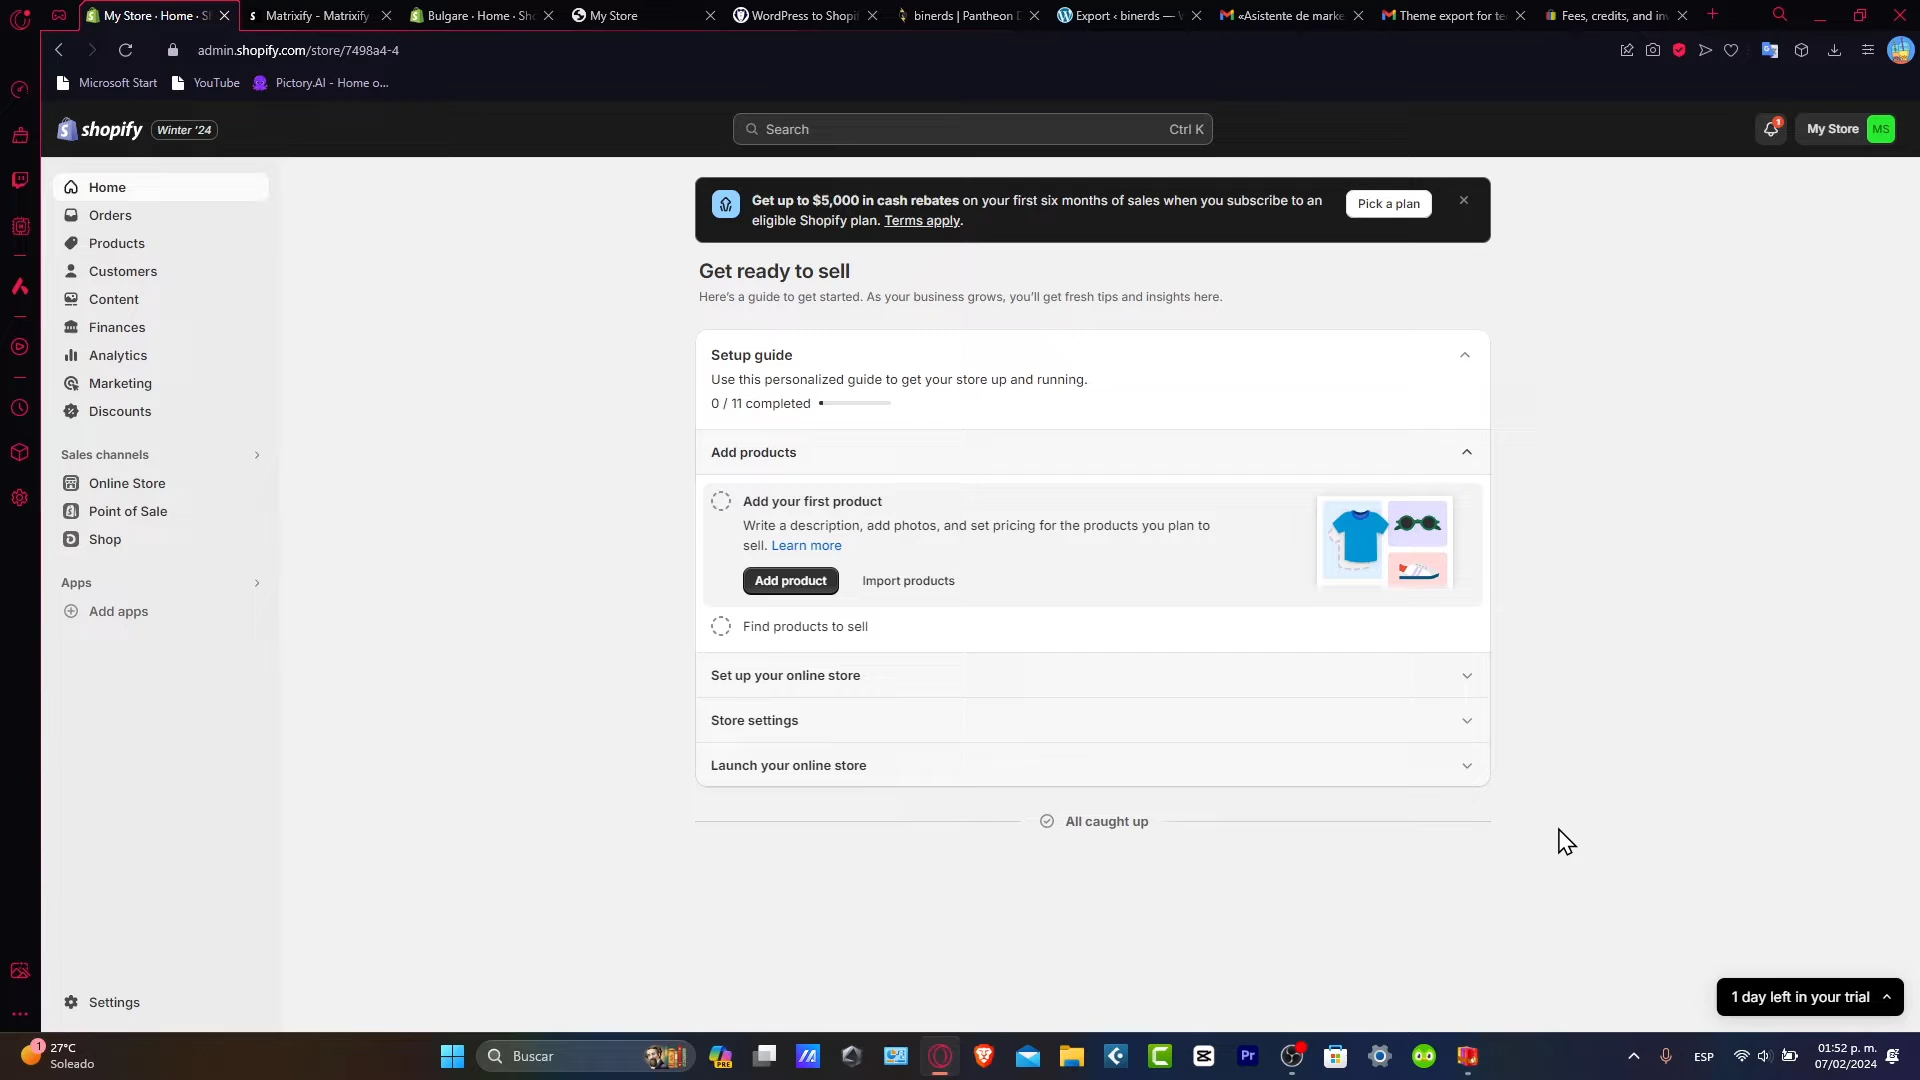 My Store · Home · S
Matrixify - Matrixify
Bulgare · Home · Sho
My Store
WordPress to Shopif
binerds | Pantheon D
Export ‹ binerds — W
«Asistente de marke
Theme export for te
Fees, credits, and inv
admin.shopify.com/store/7498a4-4
Microsoft Start
YouTube
Pictory.AI - Home o...
shopify
Winter '24
Search
Ctrl K
1
My Store
MS
Home
Orders
Products
Customers
Content
Finances
Analytics
Marketing
Discounts
Sales channels
Online Store
Point of Sale
Shop
Apps
Add apps
Settings
Get up to $5,000 in cash rebates on your first six months of sales when you subscribe to an
eligible Shopify plan. Terms apply.
Pick a plan
Get ready to sell
Here's a guide to get started. As your business grows, you'll get fresh tips and insights here.
Setup guide
Use this personalized guide to get your store up and running.
0 / 11 completed
Add products
Add your first product
Write a description, add photos, and set pricing for the products you plan to
sell. Learn more
Add product
Import products
Find products to sell
Set up your online store
Store settings
Launch your online store
All caught up
1 day left in your trial
1
27°C
Soleado
Buscar
PRE
Pr
ESP
01:52 p. m.
07/02/2024